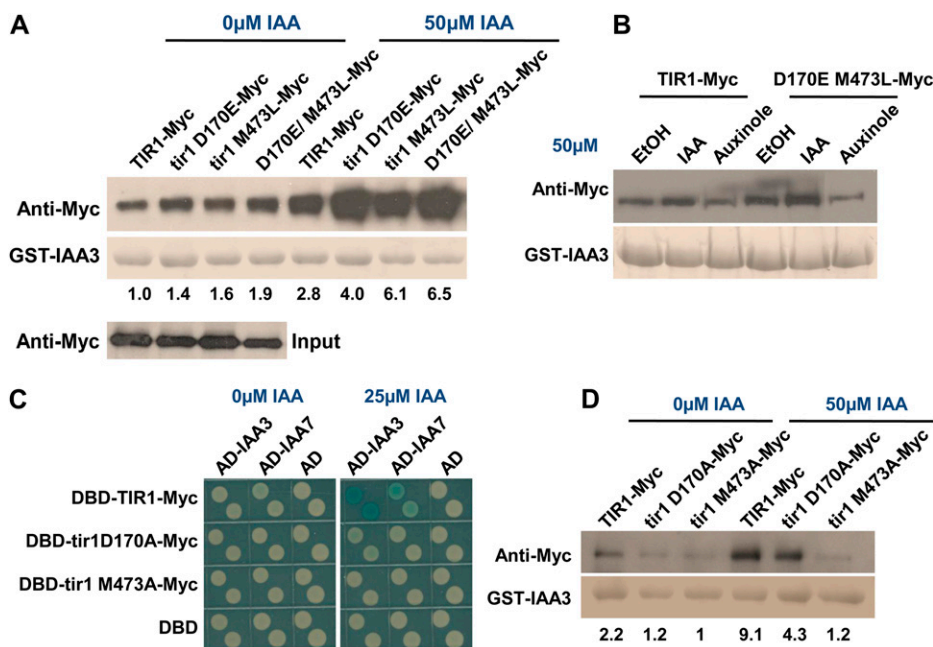 A
0µM IAA
50µM IAA
TIR1-Myc
tir1 D170E-Myc
tir1 M473L-Myc
D170E/ M473L-Myc
TIR1-Myc
tir1 D170E-Myc
tir1 M473L-Myc
D170E/ M473L-Myc
Anti-Myc
GST-IAA3
1.0 1.4 1.6 1.9 2.8 4.0 6.1 6.5
Anti-Myc Input
B
TIR1-Myc D170E M473L-Myc
50µM
EtOH
IAA
Auxinole
EtOH
IAA
Auxinole
Anti-Myc
GST-IAA3
C
0µM IAA
25µM IAA
AD-IAA3
AD-IAA7
AD
AD-IAA3
AD-IAA7
AD
DBD-TIR1-Myc
DBD-tir1D170A-Myc
DBD-tir1 M473A-Myc
DBD
D
0µM IAA
50µM IAA
TIR1-Myc
tir1 D170A-Myc
tir1 M473A-Myc
TIR1-Myc
tir1 D170A-Myc
tir1 M473A-Myc
Anti-Myc
GST-IAA3
2.2 1.2 1 9.1 4.3 1.2